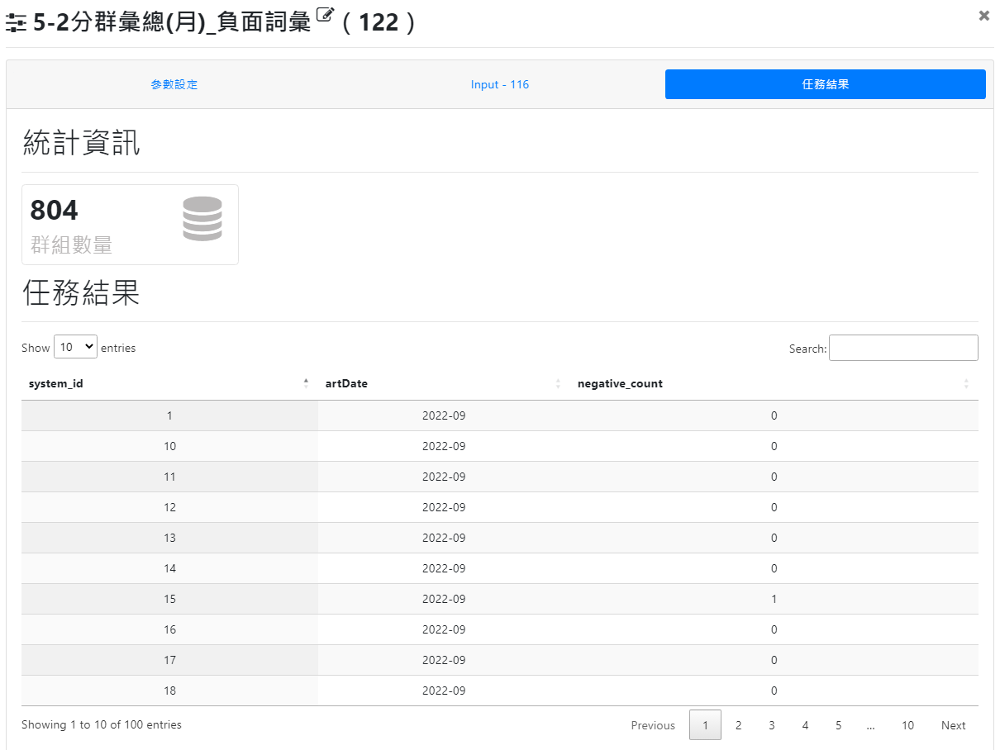 5-2分群彙總(月)_負面詞彙 ( 122 )
參數設定 Input - 116 任務結果
統計資訊
804
群組數量
任務結果
Show 10 entries Search:
system_id artDate negative_count
1 2022-09 0
10 2022-09 0
11 2022-09 0
12 2022-09 0
13 2022-09 0
14 2022-09 0
15 2022-09 1
16 2022-09 0
17 2022-09 0
18 2022-09 0
Showing 1 to 10 of 100 entries Previous 1 2 3 4 5 ... 10 Next